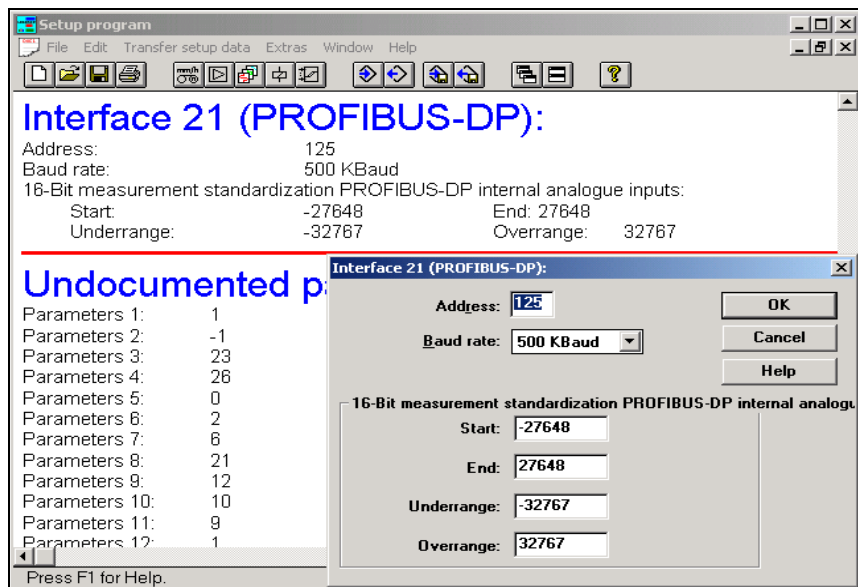 Setup program
File Edit Transfer setup data Extras Window Help
Interface 21 (PROFIBUS-DP):
Address: 125
Baud rate: 500 KBaud
16-Bit measurement standardization PROFIBUS-DP internal analogue inputs:
Start: -27648 End: 27648
Underrange: -32767 Overrange: 32767
Undocumented pa
Parameters 1: 1
Parameters 2: -1
Parameters 3: 23
Parameters 4: 26
Parameters 5: 0
Parameters 6: 2
Parameters 7: 6
Parameters 8: 21
Parameters 9: 12
Parameters 10: 10
Parameters 11: 9
Parameters 12: 1
Interface 21 (PROFIBUS-DP):
Address: 125
OK
Baud rate: 500 KBaud
Cancel
Help
16-Bit measurement standardization PROFIBUS-DP internal analogu
Start: -27648
End: 27648
Underrange: -32767
Overrange: 32767
Press F1 for Help.